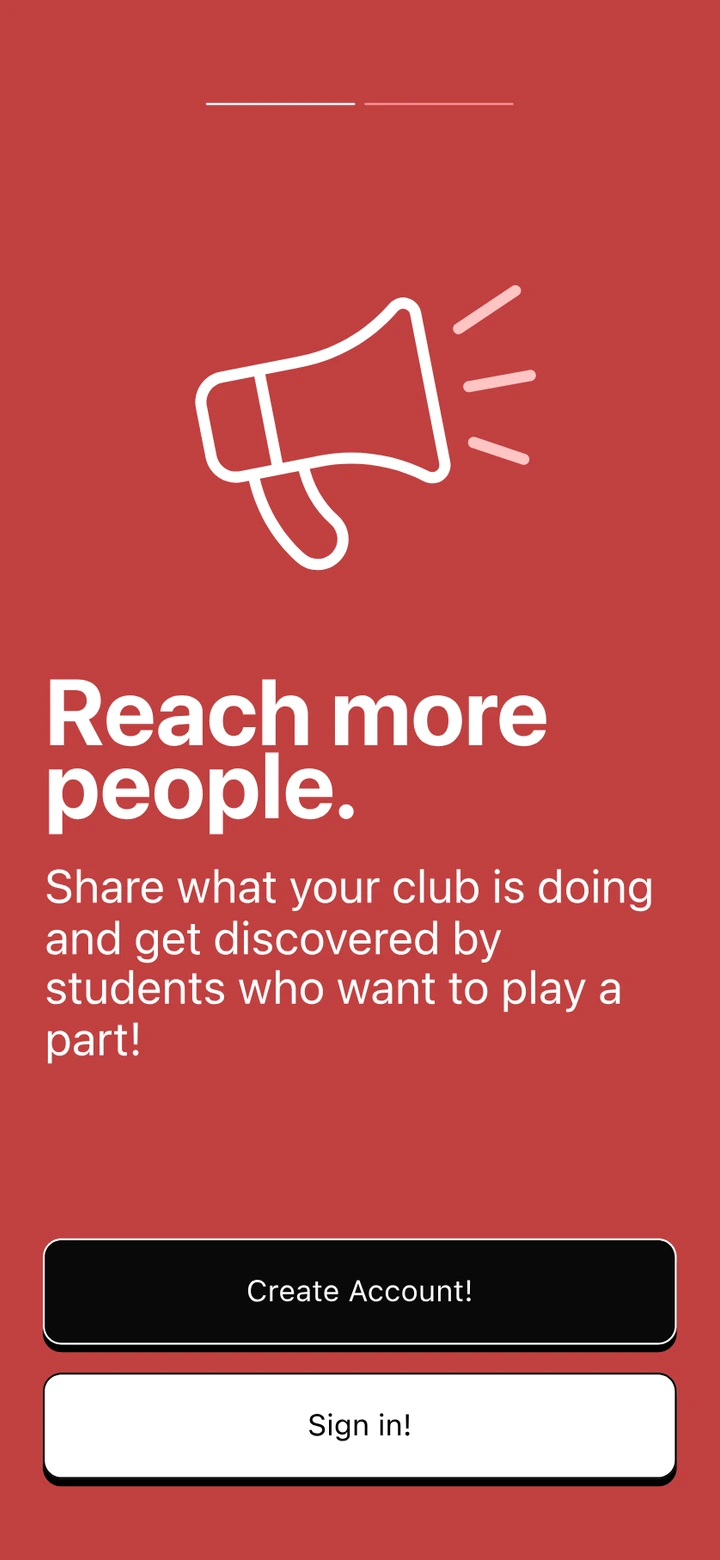 Reach more
people.
Share what your club is doing
and get discovered by
students who want to play a
part!
Create Account!
Sign in!